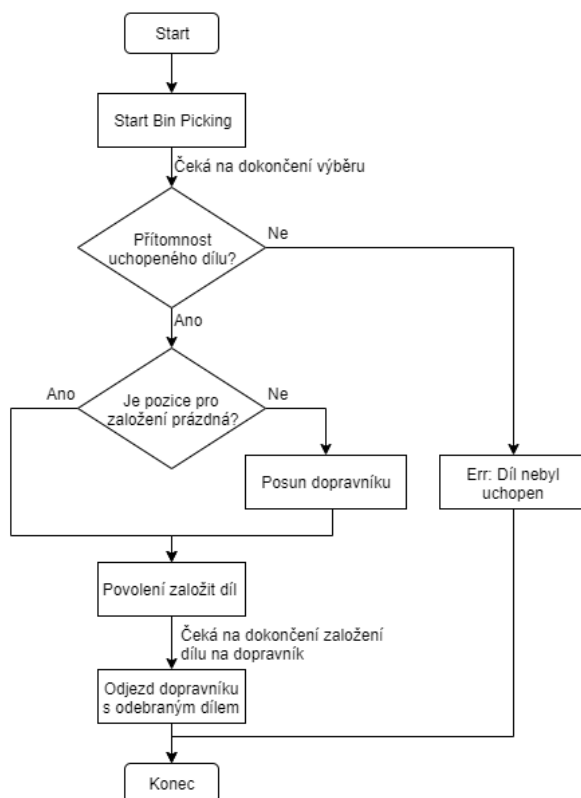 Start
Start Bin Picking
Čeká na dokončení výběru
Přítomnost
uchopeného dílu?
Ne
Ano
Ano
Je pozice pro
založení prázdná?
Ne
Posun dopravníku
Err: Díl nebyl
uchopen
Povolení založit díl
Čeká na dokončení založení
dílu na dopravník
Odjezd dopravníku
s odebraným dílem
Konec